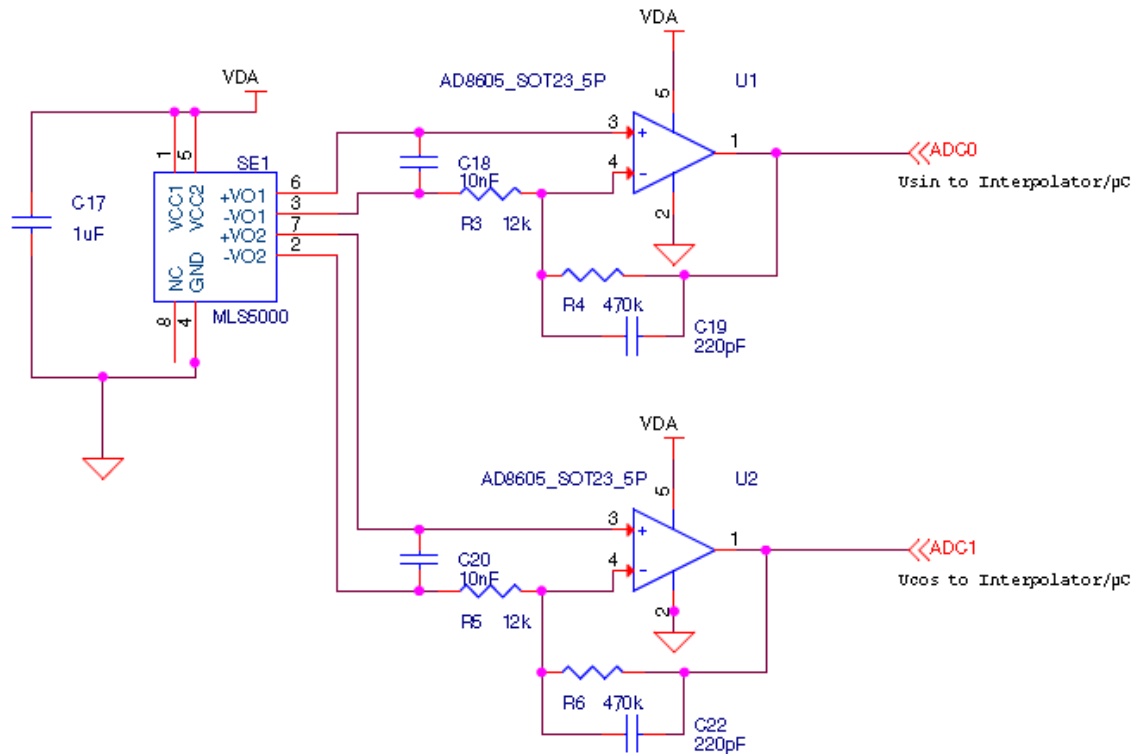 VDA
AD8605_SOT23_5P
U1
5
3
+
4
-
1
2
ADC0
Usin to Interpolator/µC
VDA
1
5
SE1
VCC1
VCC2
+VO1
-VO1
+VO2
-VO2
6
3
7
2
NC
GND
8
4
MLS5000
C17
1uF
C18
10nF
R3 12k
R4 470k
C19
220pF
VDA
AD8605_SOT23_5P
U2
5
3
+
4
-
1
2
ADC1
Ucos to Interpolator/µC
C20
10nF
R5 12k
R6 470k
C22
220pF